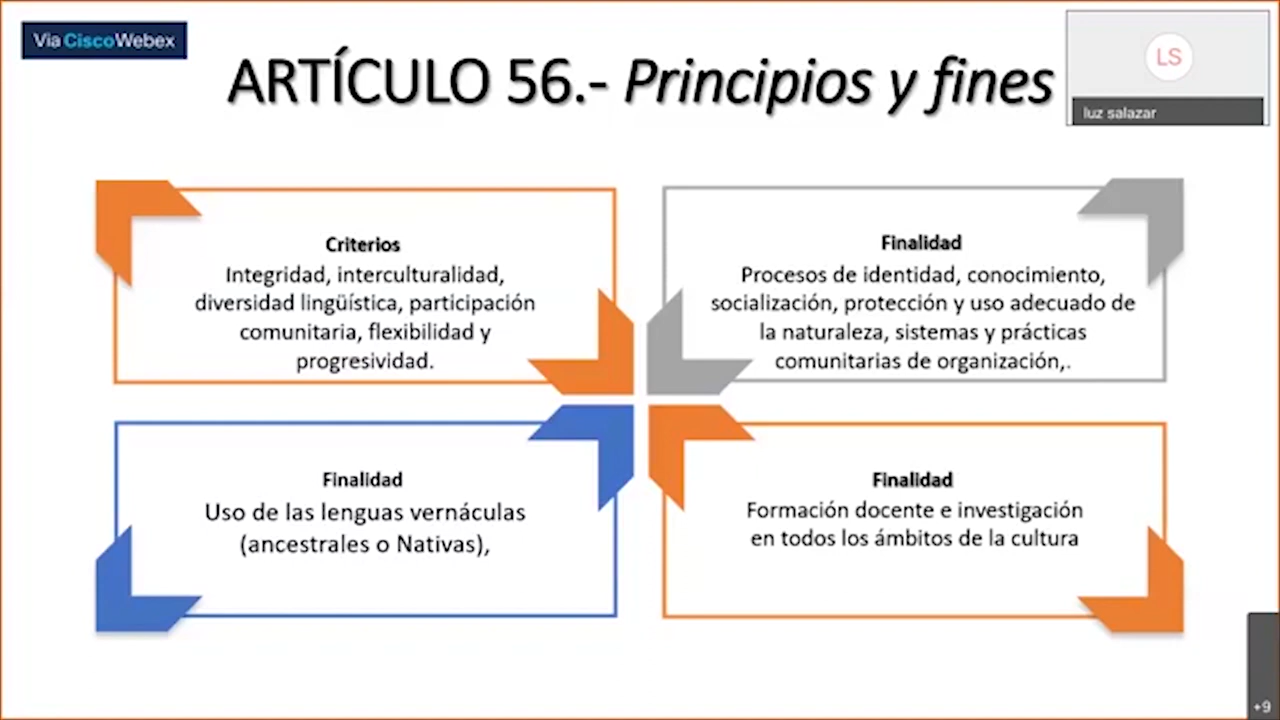 Via CiscoWebex
ARTÍCULO 56.- Principios y fines
LS
luz salazar
Criterios
Integridad, interculturalidad,
diversidad lingüística, participación
comunitaria, flexibilidad y
progresividad.
Finalidad
Procesos de identidad, conocimiento,
socialización, protección y uso adecuado de
la naturaleza, sistemas y prácticas
comunitarias de organización,.
Finalidad
Uso de las lenguas vernáculas
(ancestrales o Nativas),
Finalidad
Formación docente e investigación
en todos los ámbitos de la cultura
+9